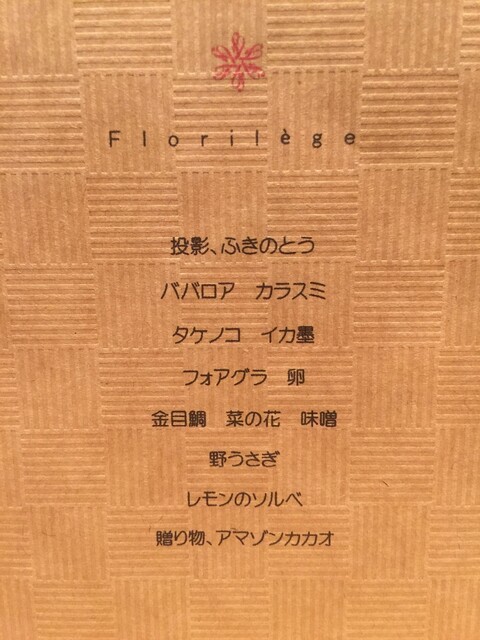 Florilège
投影、ふきのとう
ババロア カラスミ
タケノコ イカ墨
フォアグラ 卵
金目鯛 菜の花 味噌
野うさぎ
レモンのソルベ
贈り物、アマゾンカカオ